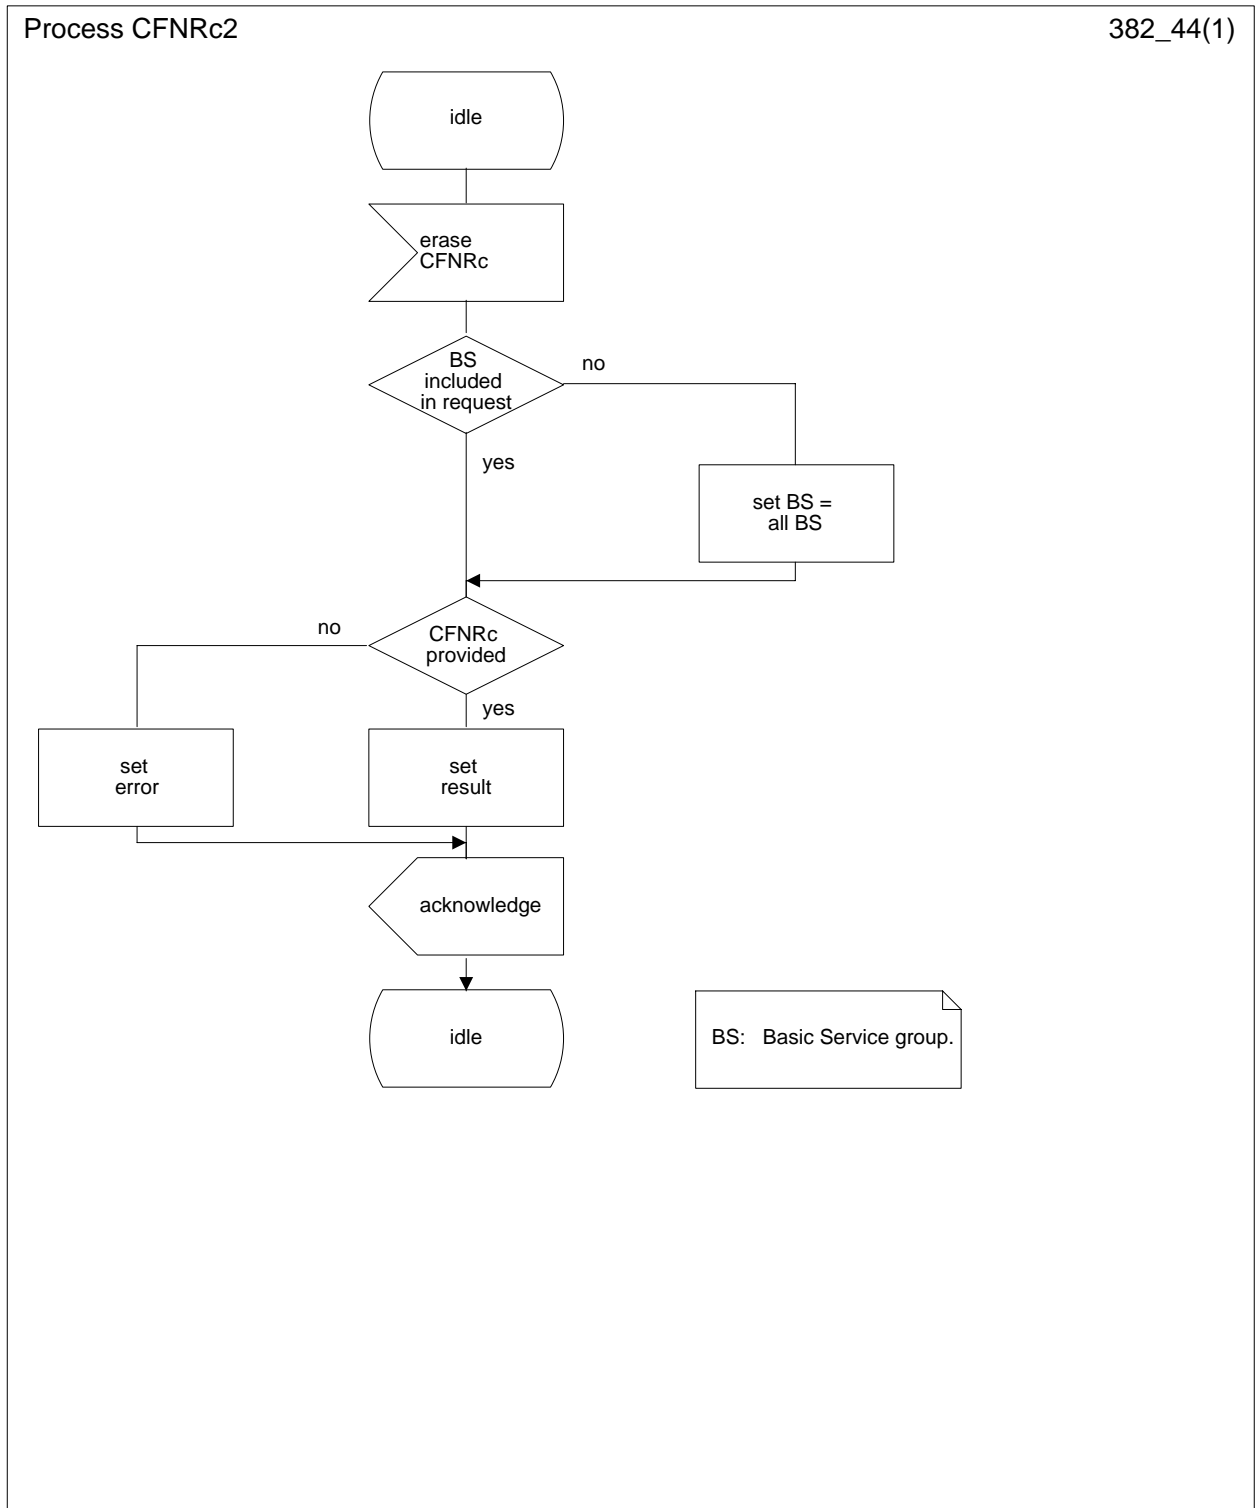 Process CFNRc2
382_44(1)
idle
erase
CFNRc
BS
included
in request
no
yes
set BS =
all BS
no
CFNRc
provided
yes
set
error
set
result
acknowledge
idle
BS: Basic Service group.